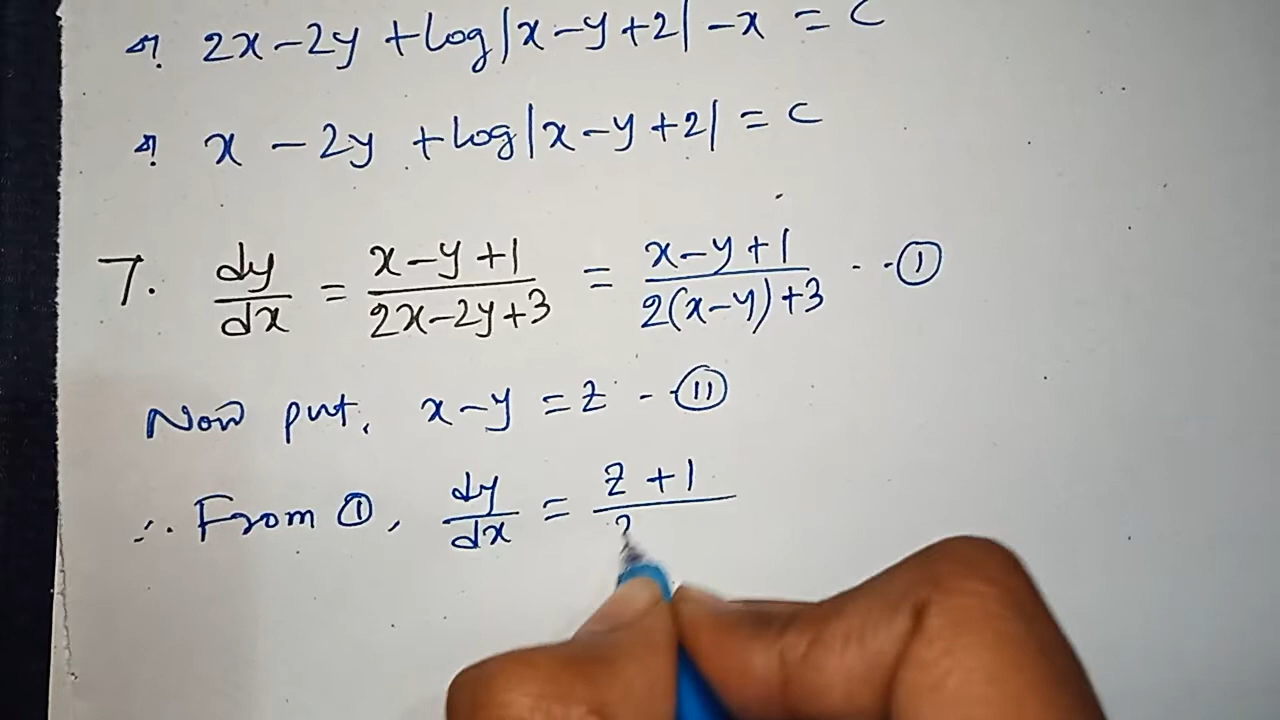 ⇒ 2x-2y+log|x-y+2|-x = c
⇒ x-2y+log|x-y+2| = c
7. dy/dx = (x-y+1)/(2x-2y+3) = (x-y+1)/(2(x-y)+3) --- (I)
Now put, x-y = z - (II)
∴ From (I), dy/dx = (z+1)/2